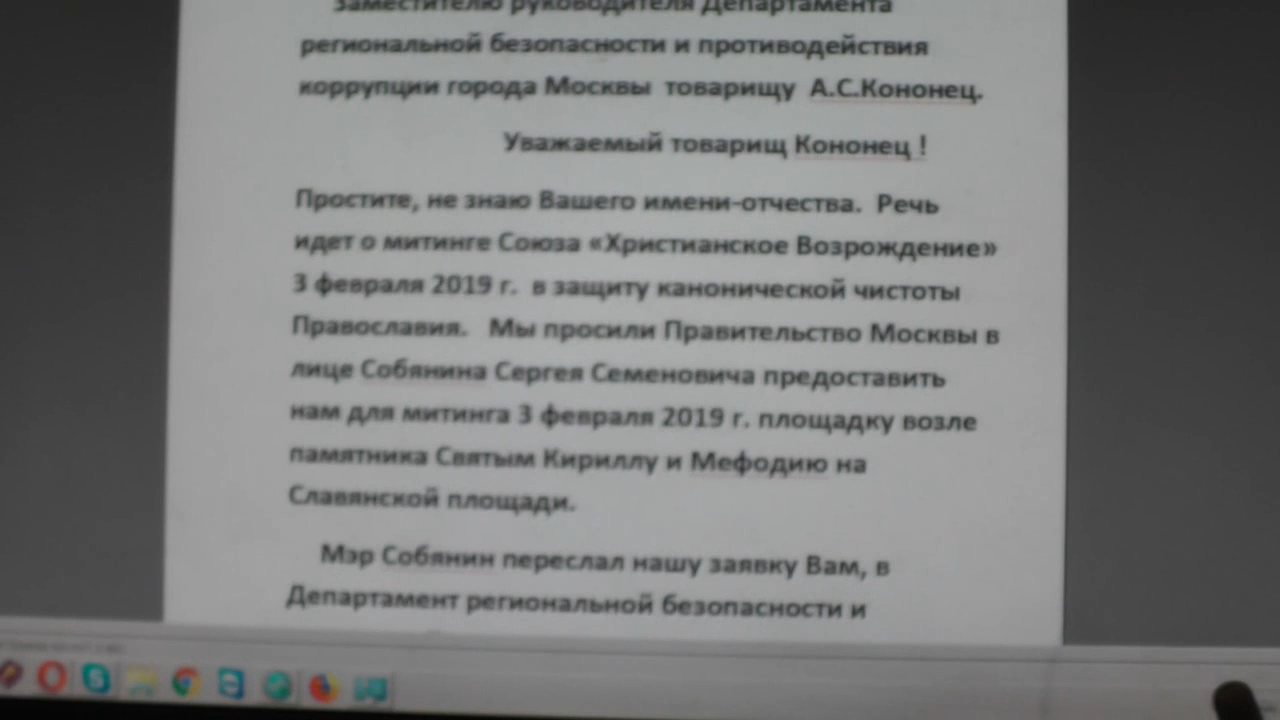 Заместителю руководителя Департамента
региональной безопасности и противодействия
коррупции города Москвы товарищу А.С.Кононец.
Уважаемый товарищ Кононец !
Простите, не знаю Вашего имени-отчества. Речь
идет о митинге Союза «Христианское Возрождение»
3 февраля 2019 г. в защиту канонической чистоты
Православия. Мы просили Правительство Москвы в
лице Собянина Сергея Семеновича предоставить
нам для митинга 3 февраля 2019 г. площадку возле
памятника Святым Кириллу и Мефодию на
Славянской площади.
Мэр Собянин переслал нашу заявку Вам, в
Департамент региональной безопасности и